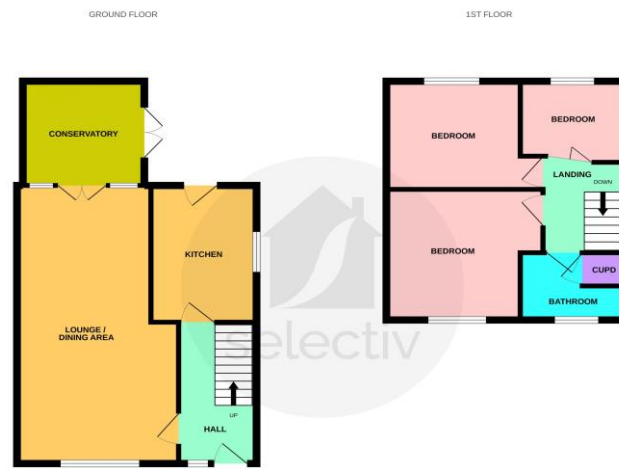 GROUND FLOOR
1ST FLOOR
CONSERVATORY
KITCHEN
LOUNGE /
DINING AREA
HALL
UP
BEDROOM
BEDROOM
LANDING
DOWN
BEDROOM
CUPD
BATHROOM
selectiv